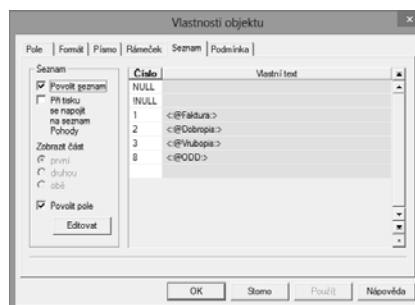 Vlastnosti objektu
Pole Formát Písmo Rámeček Seznam Podmínka
Seznam
Povolit seznam
Při tisku
se napojit
na seznam
Pohody
Zobrazit část
první
druhou
obě
Povolit pole
Editovat
Číslo Vlastní text
NULL
!NULL
1 <:@Faktura:>
2 <:@Dobropis:>
3 <:@Vrubopis:>
8 <:@ODD:>
OK Storno Použít Nápověda